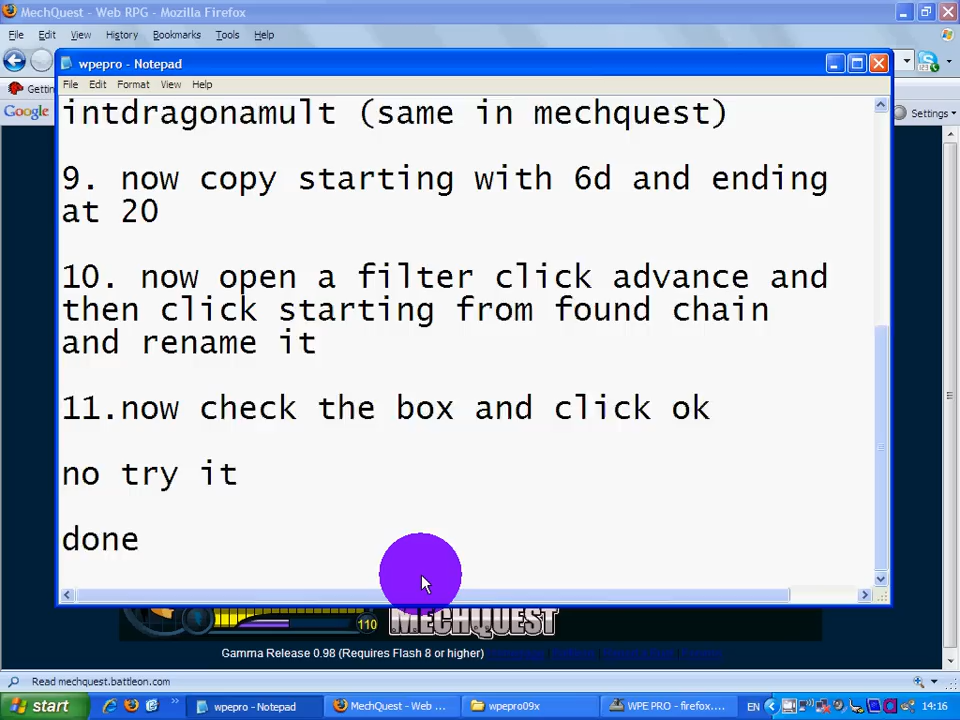 MechQuest - Web RPG - Mozilla Firefox
File Edit View History Bookmarks Tools Help
wpepro - Notepad
Gettin
File Edit Format View Help
Google
Settings
intdragonamult (same in mechquest)
9. now copy starting with 6d and ending
at 20
10. now open a filter click advance and
then click starting from found chain
and rename it
11.now check the box and click ok
no try it
done
110
MECHQUEST
Gamma Release 0.98 (Requires Flash 8 or higher)
Read mechquest.battleon.com
start
wpepro - Notepad
MechQuest - Web ...
wpepro09x
WPE PRO - firefox....
EN
14:16